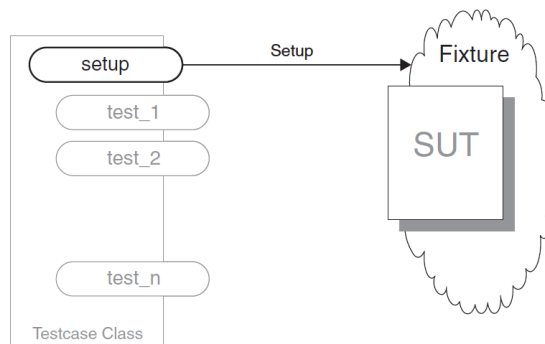 setup
Setup
Fixture
test_1
test_2
SUT
test_n
Testcase Class